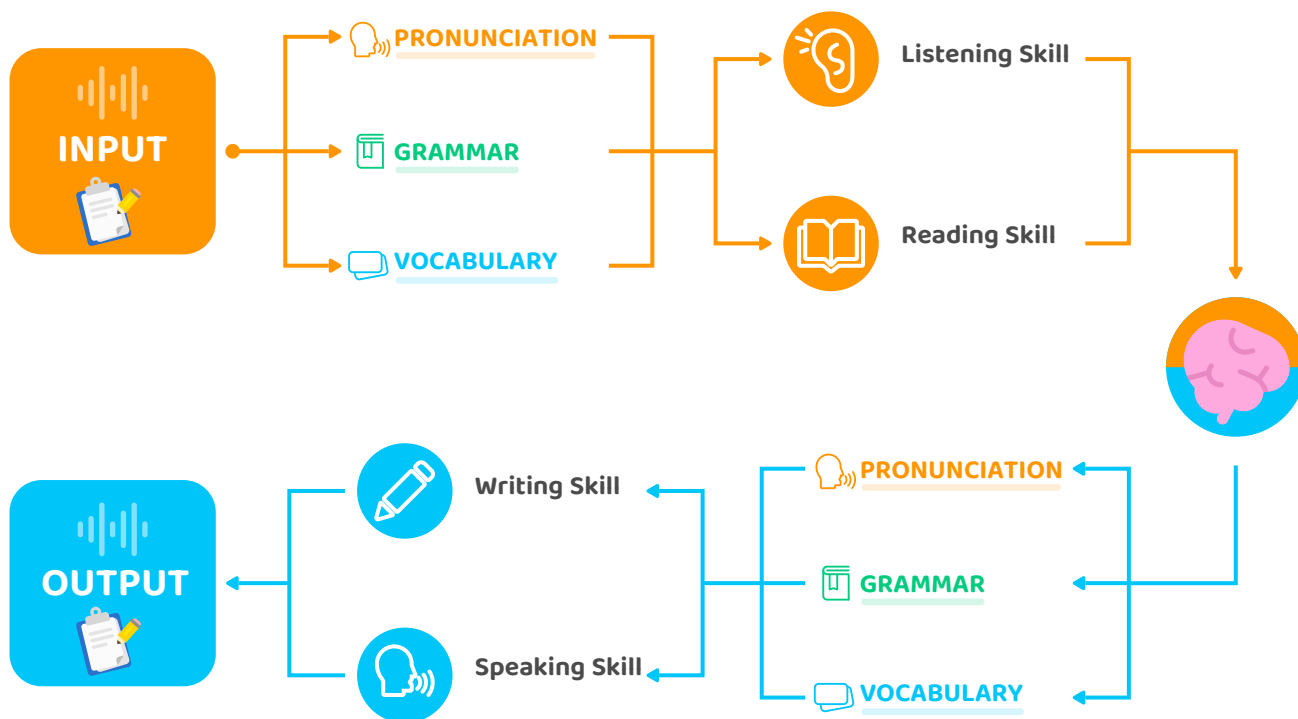 INPUT
PRONUNCIATION
GRAMMAR
VOCABULARY
Listening Skill
Reading Skill
OUTPUT
Writing Skill
Speaking Skill
PRONUNCIATION
GRAMMAR
VOCABULARY